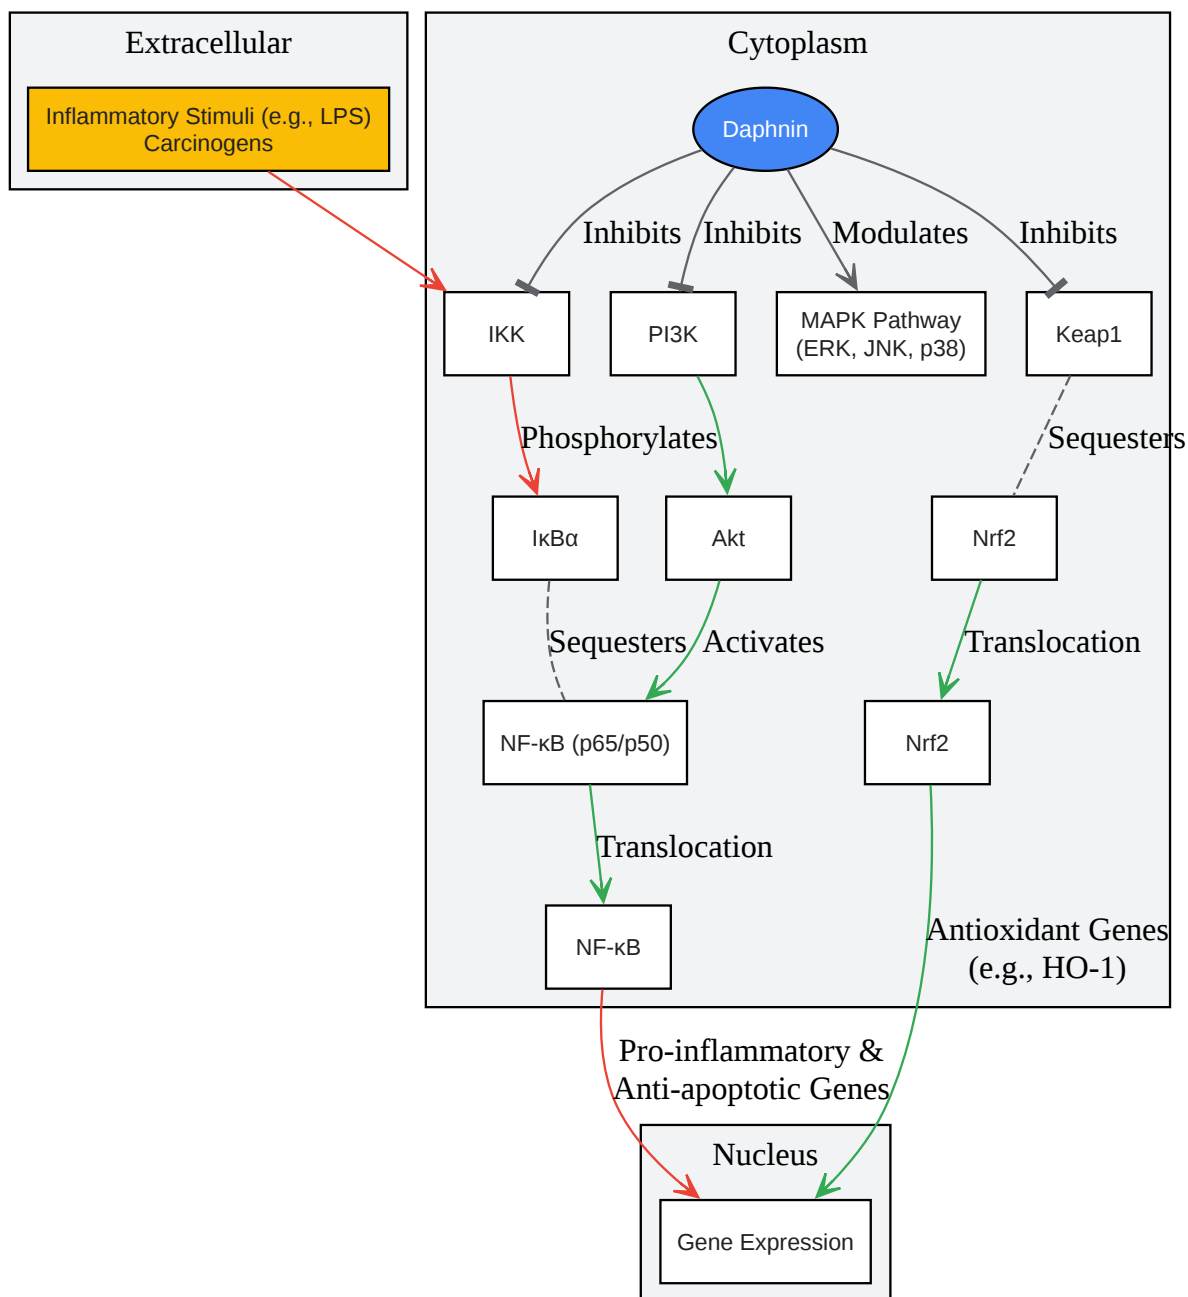 Extracellular
Cytoplasm
Inflammatory Stimuli (e.g., LPS)
Carcinogens
Daphnin
Inhibits
Inhibits
Modulates
Inhibits
IKK
PI3K
MAPK Pathway
(ERK, JNK, p38)
Keap1
Phosphorylates
Sequesters
IκBα
Akt
Nrf2
Sequesters
Activates
Translocation
NF-κB (p65/p50)
Nrf2
Translocation
NF-κB
Antioxidant Genes
(e.g., HO-1)
Pro-inflammatory &
Anti-apoptotic Genes
Nucleus
Gene Expression